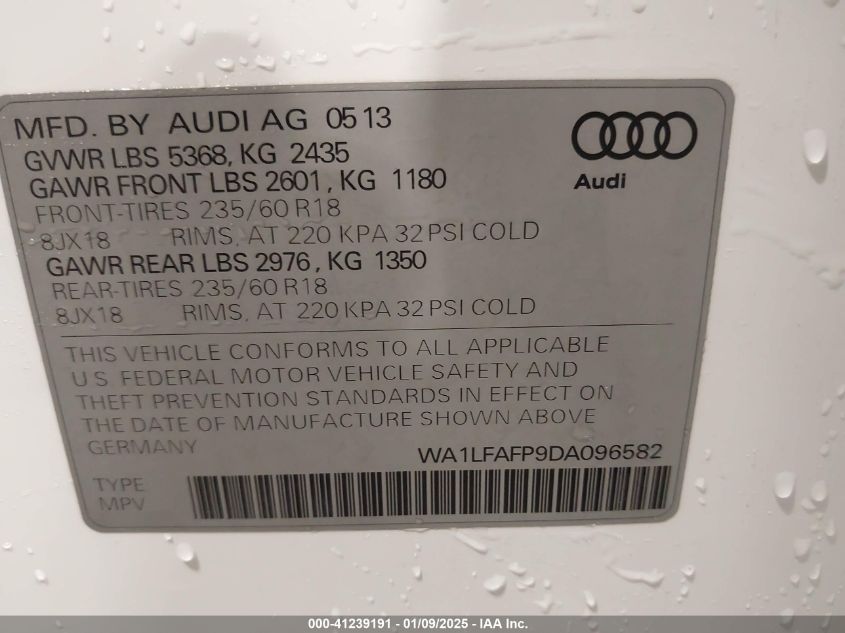 MFD. BY AUDI AG 05 13
GVWR LBS 5368, KG 2435
GAWR FRONT LBS 2601, KG 1180
FRONT-TIRES 235/60 R18
8JX18 RIMS, AT 220 KPA 32 PSI COLD
GAWR REAR LBS 2976, KG 1350
REAR-TIRES 235/60 R18
8JX18 RIMS, AT 220 KPA 32 PSI COLD
Audi
THIS VEHICLE CONFORMS TO ALL APPLICABLE
U.S. FEDERAL MOTOR VEHICLE SAFETY AND
THEFT PREVENTION STANDARDS IN EFFECT ON
THE DATE OF MANUFACTURE SHOWN ABOVE
GERMANY
WA1LFAFP9DA096582
TYPE
MPV
000-41239191 - 01/09/2025 - IAA Inc.